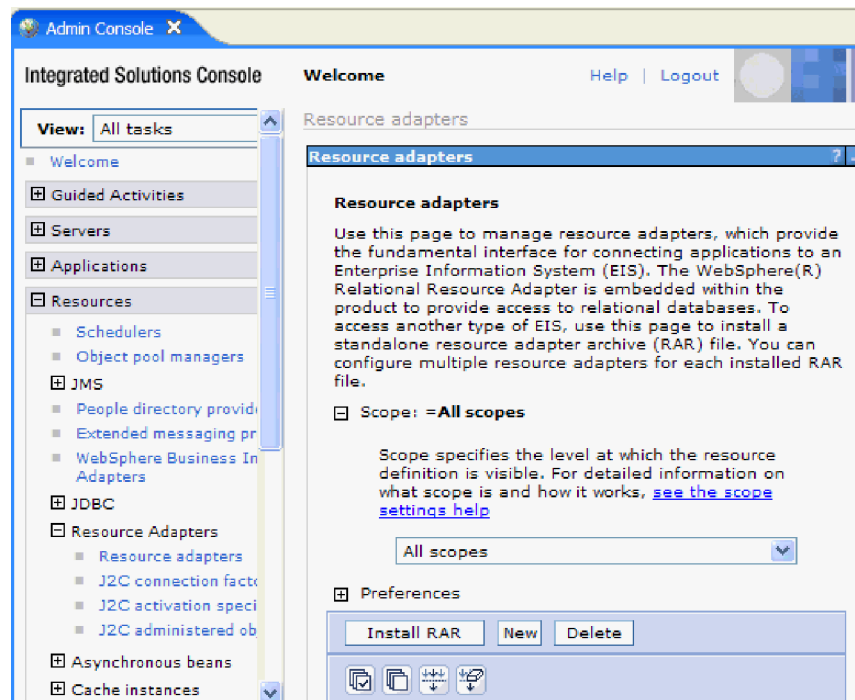 Admin Console
Integrated Solutions Console
Welcome
Help | Logout
View: All tasks
Welcome
Guided Activities
Servers
Applications
Resources
Schedulers
Object pool managers
JMS
People directory provid
Extended messaging pr
WebSphere Business In
Adapters
JDBC
Resource Adapters
Resource adapters
J2C connection facto
J2C activation speci
J2C administered ob
Asynchronous beans
Cache instances
Resource adapters
Resource adapters ?
Resource adapters
Use this page to manage resource adapters, which provide
the fundamental interface for connecting applications to an
Enterprise Information System (EIS). The WebSphere(R)
Relational Resource Adapter is embedded within the
product to provide access to relational databases. To
access another type of EIS, use this page to install a
standalone resource adapter archive (RAR) file. You can
configure multiple resource adapters for each installed RAR
file.
Scope: =All scopes
Scope specifies the level at which the resource
definition is visible. For detailed information on
what scope is and how it works, see the scope
settings help
All scopes
Preferences
Install RAR New Delete